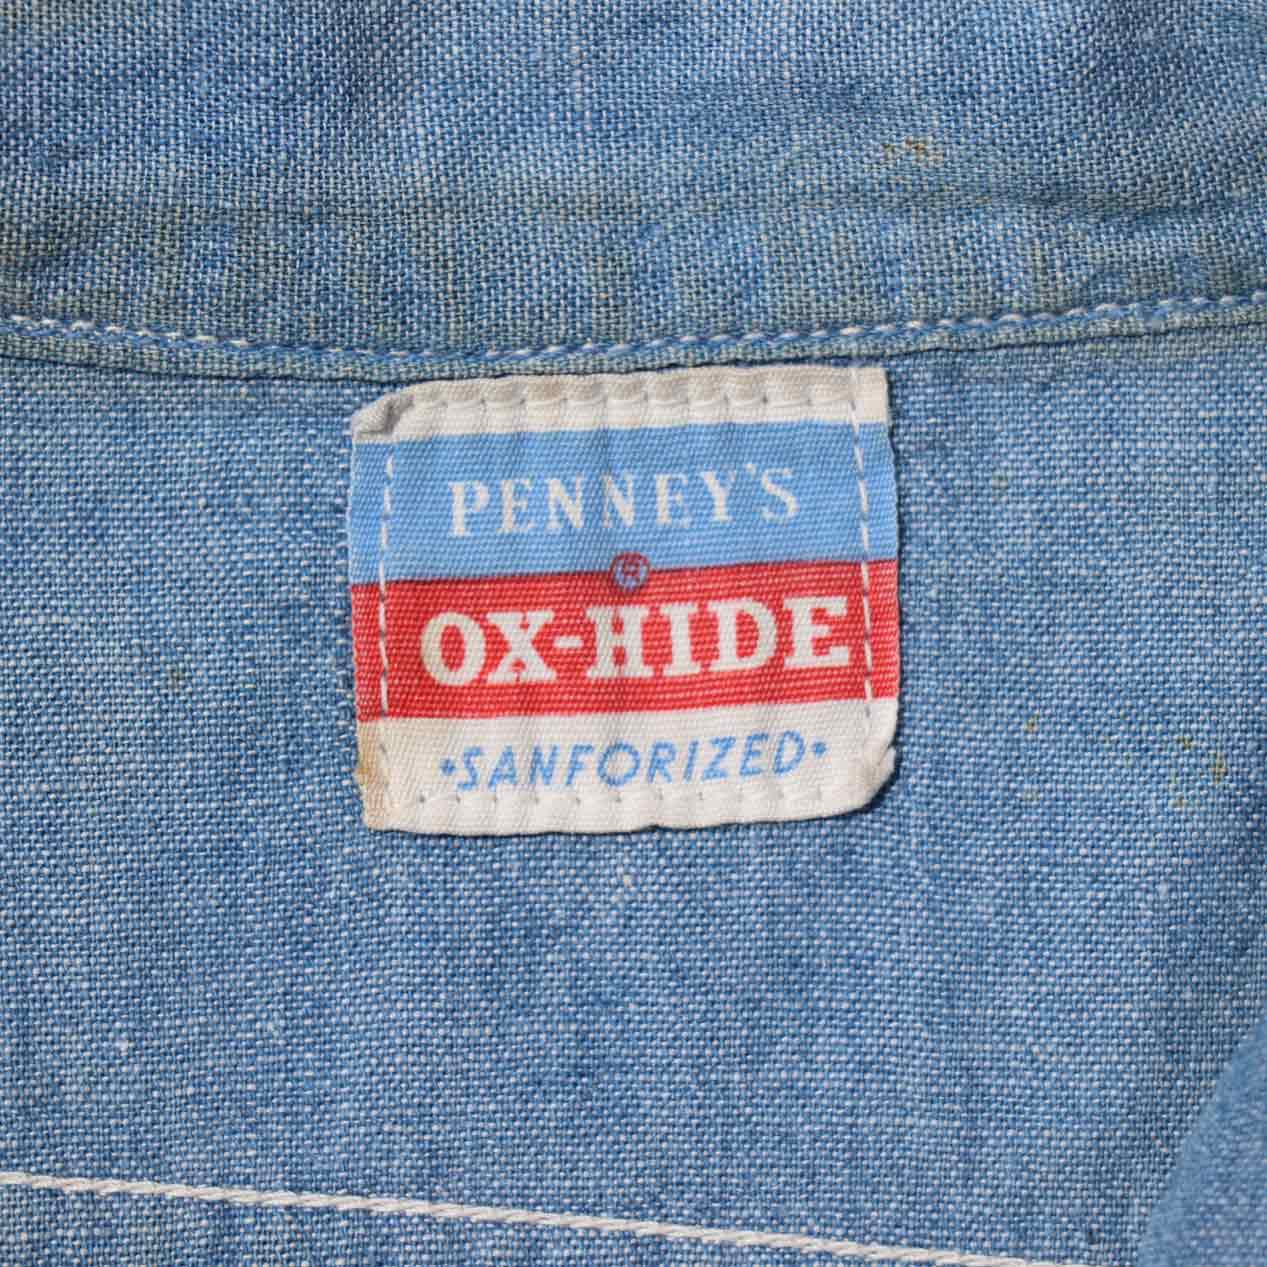 PENNEY'S
®
OX-HIDE
•SANFORIZED•